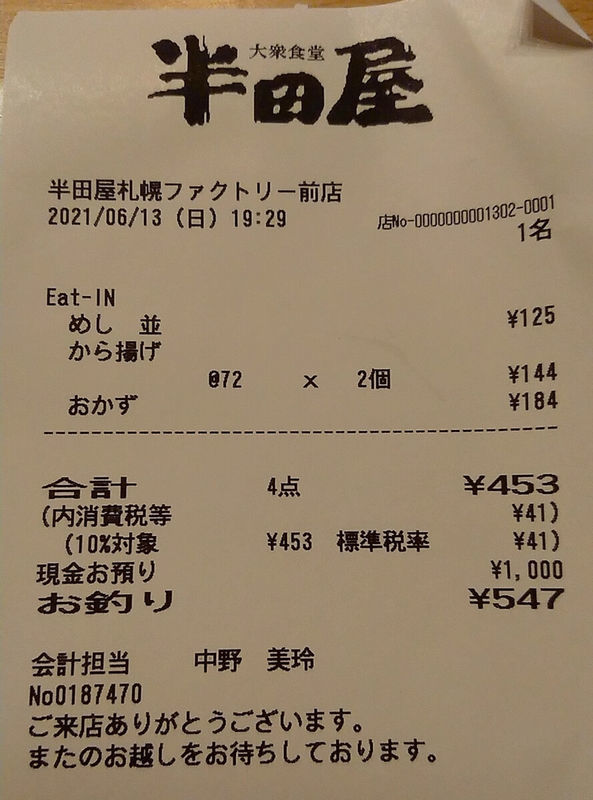 大衆食堂
半田屋
半田屋札幌ファクトリー前店
2021/06/13 (日) 19:29 店No-0000000001302-0001
1名
Eat-IN
めし 並 ¥125
から揚げ
@72 x 2個 ¥144
おかず ¥184
合計 4点 ¥453
(内消費税等 ¥41)
(10%対象 ¥453 標準税率 ¥41)
現金お預り ¥1,000
お釣り ¥547
会計担当 中野 美玲
No0187470
ご来店ありがとうございます。
またのお越しをお待ちしております。